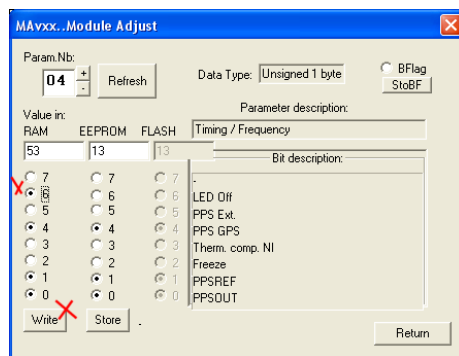 MAvxx..Module Adjust
Param.Nb:
04 + - Refresh
Data Type: Unsigned 1 byte
BFlag
StoBF
Value in:
RAM EEPROM FLASH
53 13 13
Parameter description:
Timing / Frequency
Bit description:
7 7 7 -
6 6 6 LED Off
5 5 5 PPS Ext.
4 4 4 PPS GPS
3 3 3 Therm. comp. NI
2 2 2 Freeze
1 1 1 PPSREF
0 0 0 PPSOUT
Write Store .
Return